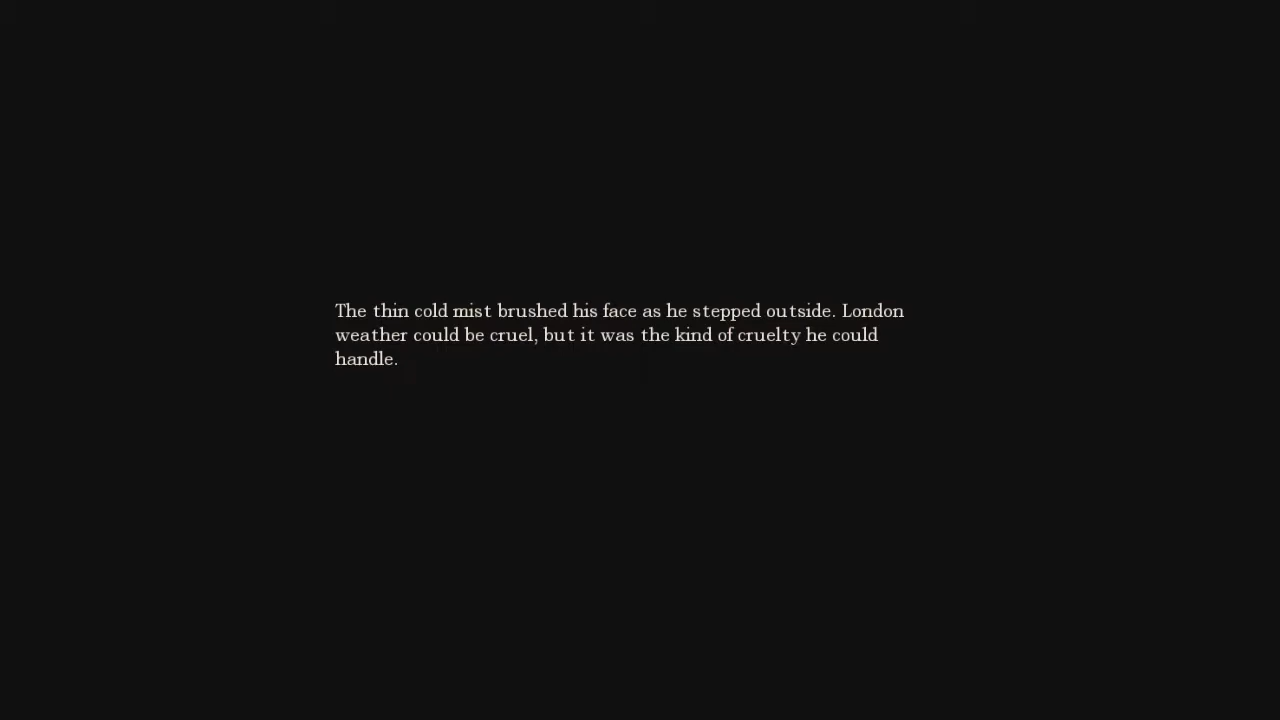 The thin cold mist brushed his face as he stepped outside. London
weather could be cruel, but it was the kind of cruelty he could
handle.